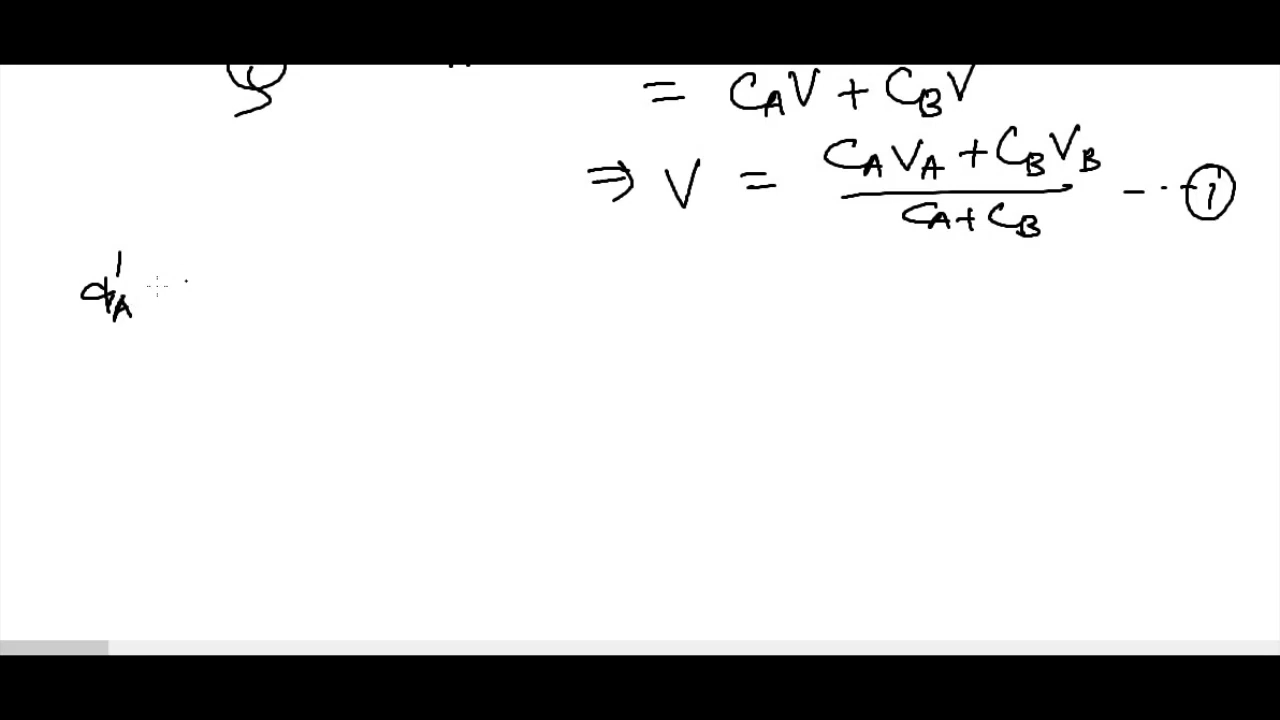 = C_A V + C_B V
⇒ V = (C_A V_A + C_B V_B) / (C_A + C_B) - - - ①
q'_A